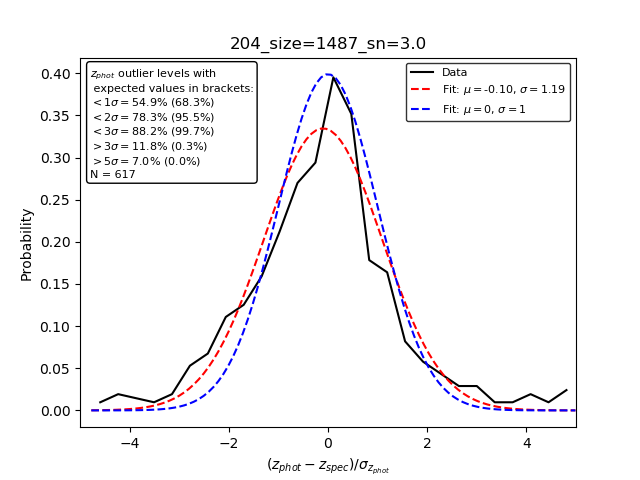 204_size=1487_sn=3.0
z_phot outlier levels with
expected values in brackets:
<1σ = 54.9% (68.3%)
<2σ = 78.3% (95.5%)
<3σ = 88.2% (99.7%)
>3σ = 11.8% (0.3%)
>5σ = 7.0% (0.0%)
N = 617
Data
Fit: μ = -0.10, σ = 1.19
Fit: μ = 0, σ = 1
Probability
0.40
0.35
0.30
0.25
0.20
0.15
0.10
0.05
0.00
−4 −2 0 2 4
(z_phot − z_spec)/σ_z_phot